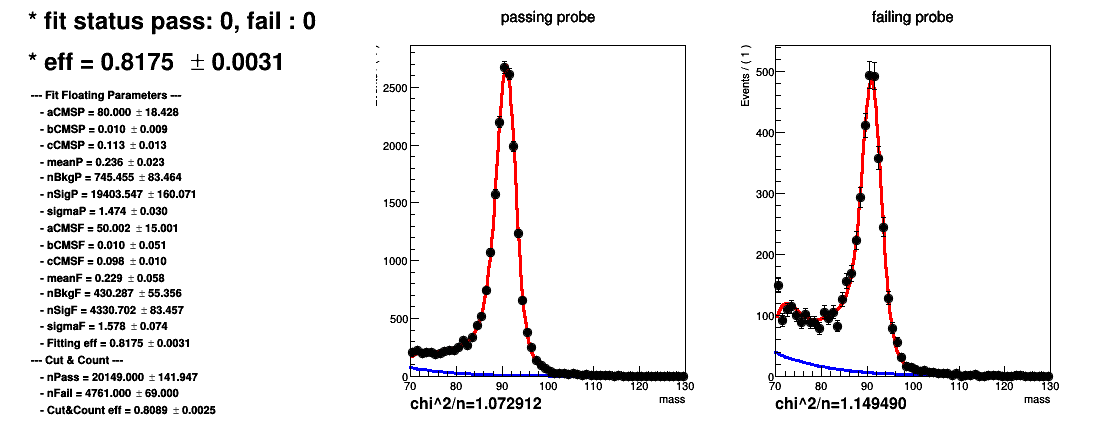 * fit status pass: 0, fail : 0
* eff = 0.8175 ± 0.0031
--- Fit Floating Parameters ---
- aCMSP = 80.000 ± 18.428
- bCMSP = 0.010 ± 0.009
- cCMSP = 0.113 ± 0.013
- meanP = 0.236 ± 0.023
- nBkgP = 745.455 ± 83.464
- nSigP = 19403.547 ± 160.071
- sigmaP = 1.474 ± 0.030
- aCMSF = 50.002 ± 15.001
- bCMSF = 0.010 ± 0.051
- cCMSF = 0.098 ± 0.010
- meanF = 0.229 ± 0.058
- nBkgF = 430.287 ± 55.356
- nSigF = 4330.702 ± 83.457
- sigmaF = 1.578 ± 0.074
- Fitting eff = 0.8175 ± 0.0031
--- Cut & Count ---
- nPass = 20149.000 ± 141.947
- nFail = 4761.000 ± 69.000
- Cut&Count eff = 0.8089 ± 0.0025
passing probe
2500
2000
1500
1000
500
0
70 80 90 100 110 120 130
mass
chi^2/n=1.072912
failing probe
Events / ( 1 )
500
400
300
200
100
0
70 80 90 100 110 120 130
mass
chi^2/n=1.149490